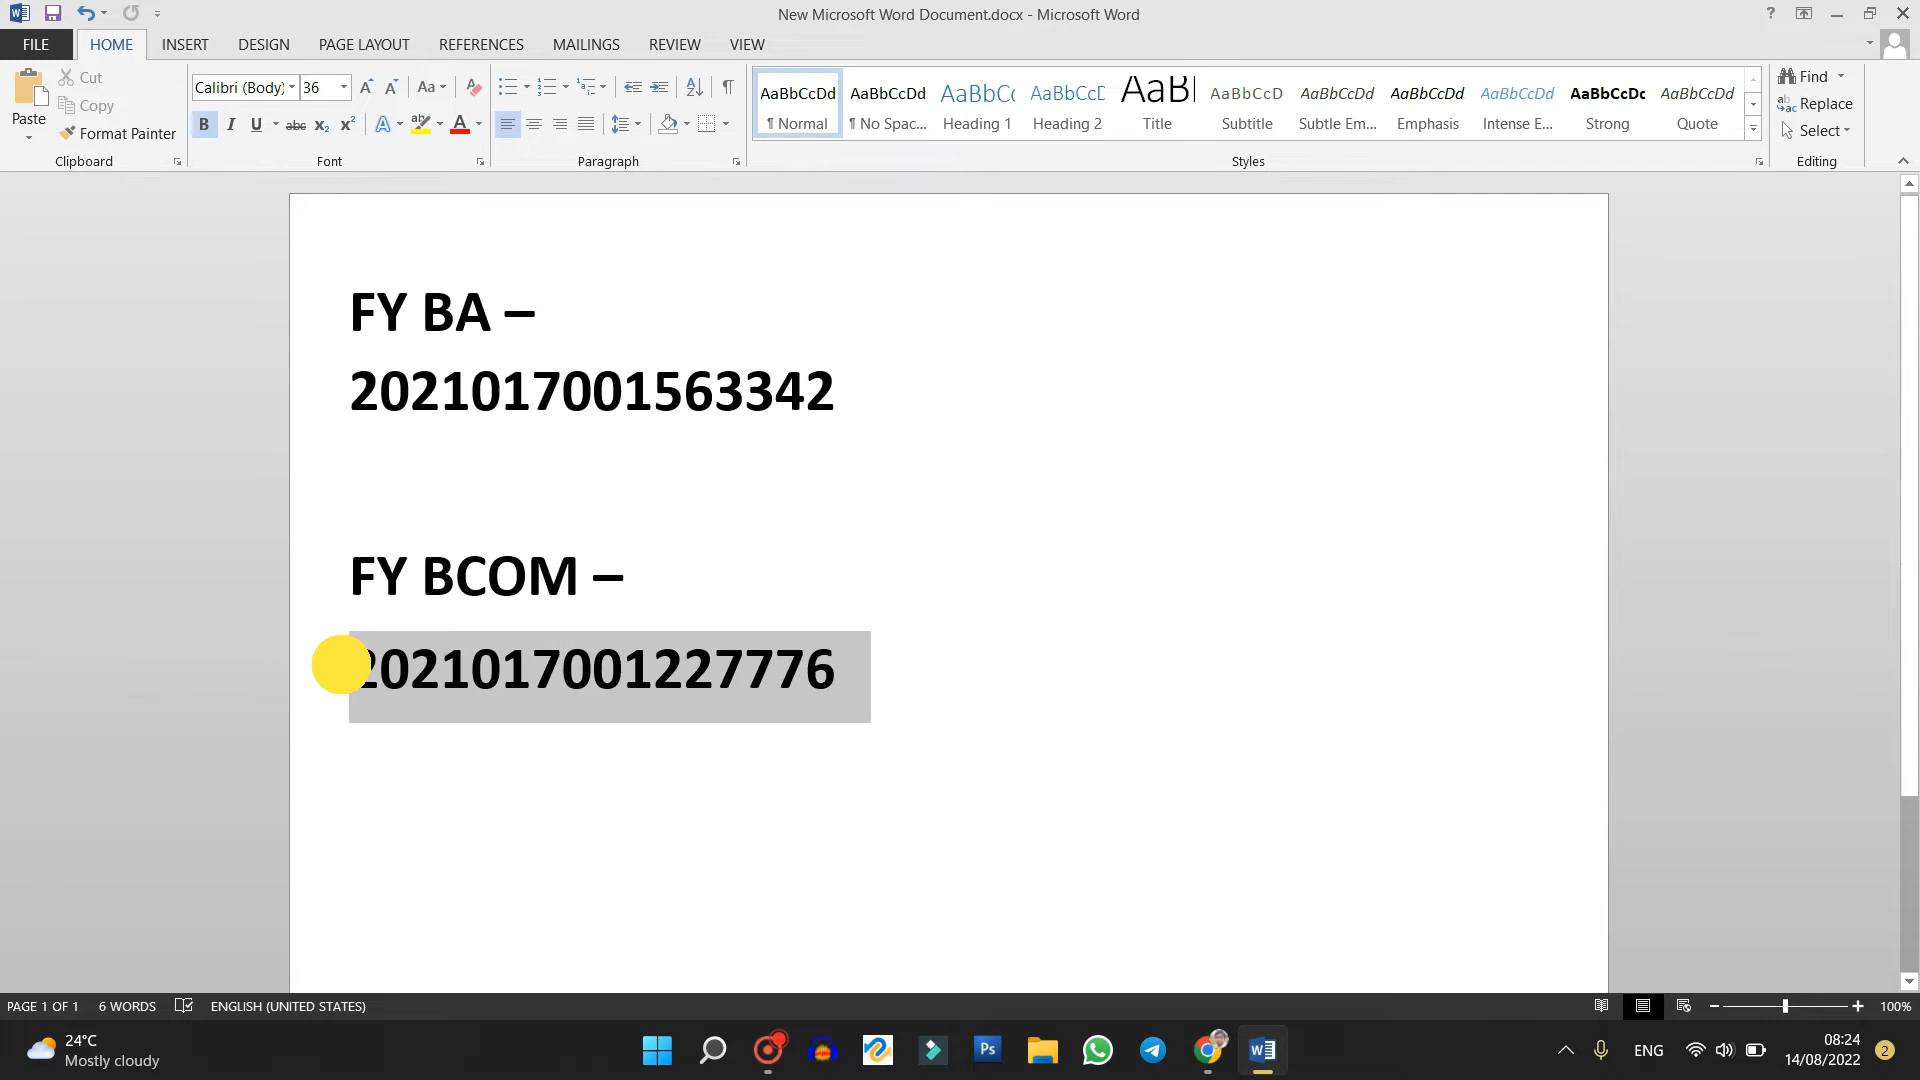 New Microsoft Word Document.docx - Microsoft Word
FILE HOME INSERT DESIGN PAGE LAYOUT REFERENCES MAILINGS REVIEW VIEW
Paste
Cut
Copy
Format Painter
Clipboard
Calibri (Body) 36
Font
Paragraph
AaBbCcDd AaBbCcDd AaBbCc AaBbCcD AaB AaBbCcD AaBbCcDd AaBbCcDd AaBbCcDd AaBbCcDc AaBbCcDd
¶ Normal ¶ No Spac... Heading 1 Heading 2 Title Subtitle Subtle Em... Emphasis Intense E... Strong Quote
Styles
Find
Replace
Select
Editing
FY BA –
2021017001563342
FY BCOM –
2021017001227776
PAGE 1 OF 1 6 WORDS ENGLISH (UNITED STATES) 100%
24°C
Mostly cloudy
ENG
08:24
14/08/2022
2